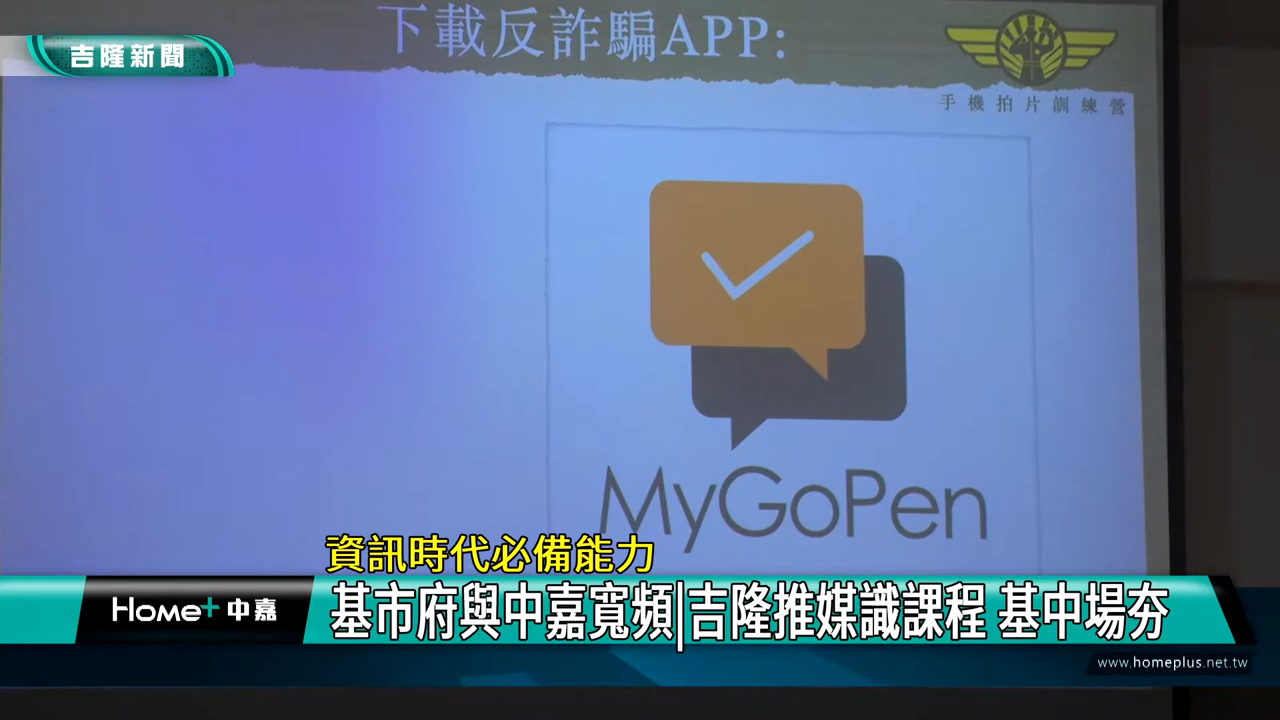 下載反詐騙APP:
吉隆新聞
手機拍片訓練營
MyGoPen
資訊時代必備能力
Home+中嘉
基市府與中嘉寬頻|吉隆推媒識課程 基中場夯
www.homeplus.net.tw